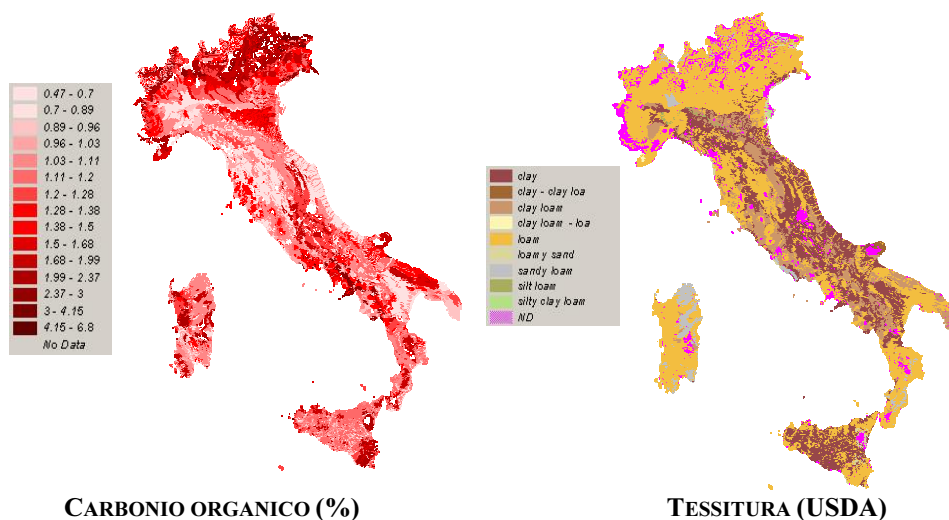 0.47 - 0.7
0.7 - 0.89
0.89 - 0.96
0.96 - 1.03
1.03 - 1.11
1.11 - 1.2
1.2 - 1.28
1.28 - 1.38
1.38 - 1.5
1.5 - 1.68
1.68 - 1.99
1.99 - 2.37
2.37 - 3
3 - 4.15
4.15 - 6.8
No Data
clay
clay - clay loa
clay loam
clay loam - loa
loam
loamy sand
sandy loam
silt loam
silty clay loam
ND
CARBONIO ORGANICO (%)
TESSITURA (USDA)